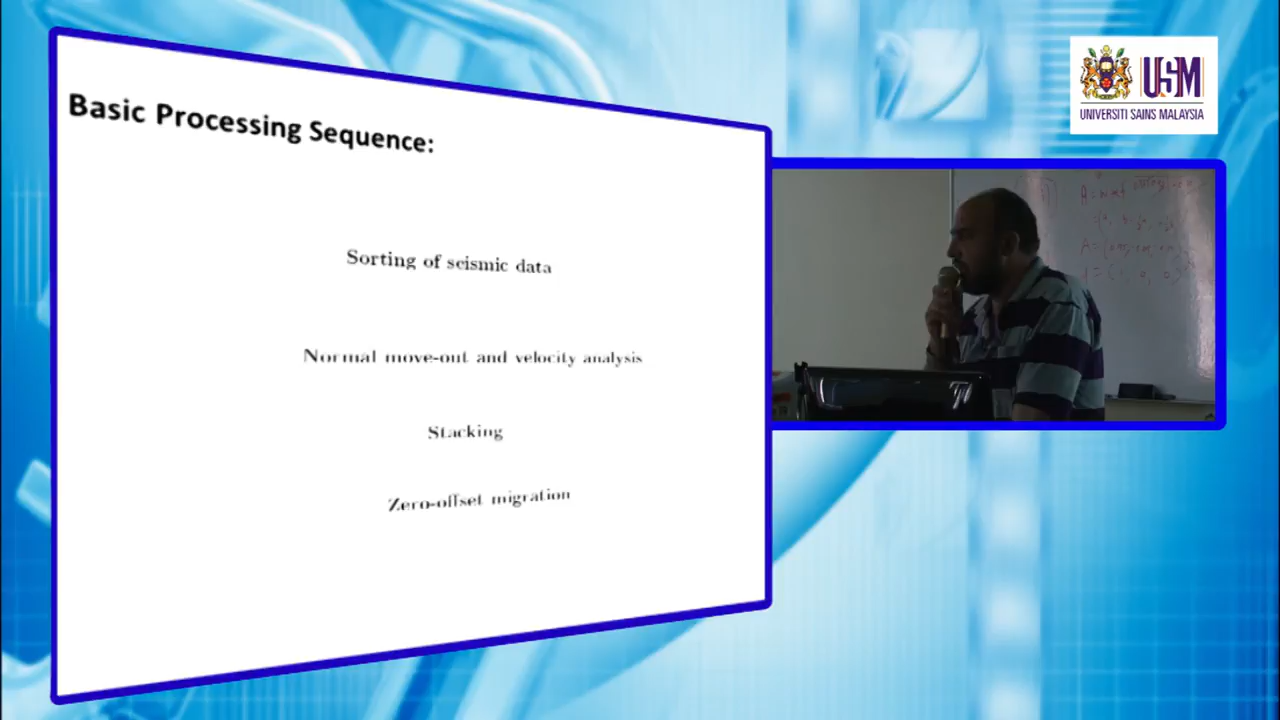 Basic Processing Sequence:
Sorting of seismic data
Normal move-out and velocity analysis
Stacking
Zero-offset migration
USM
UNIVERSITI SAINS MALAYSIA